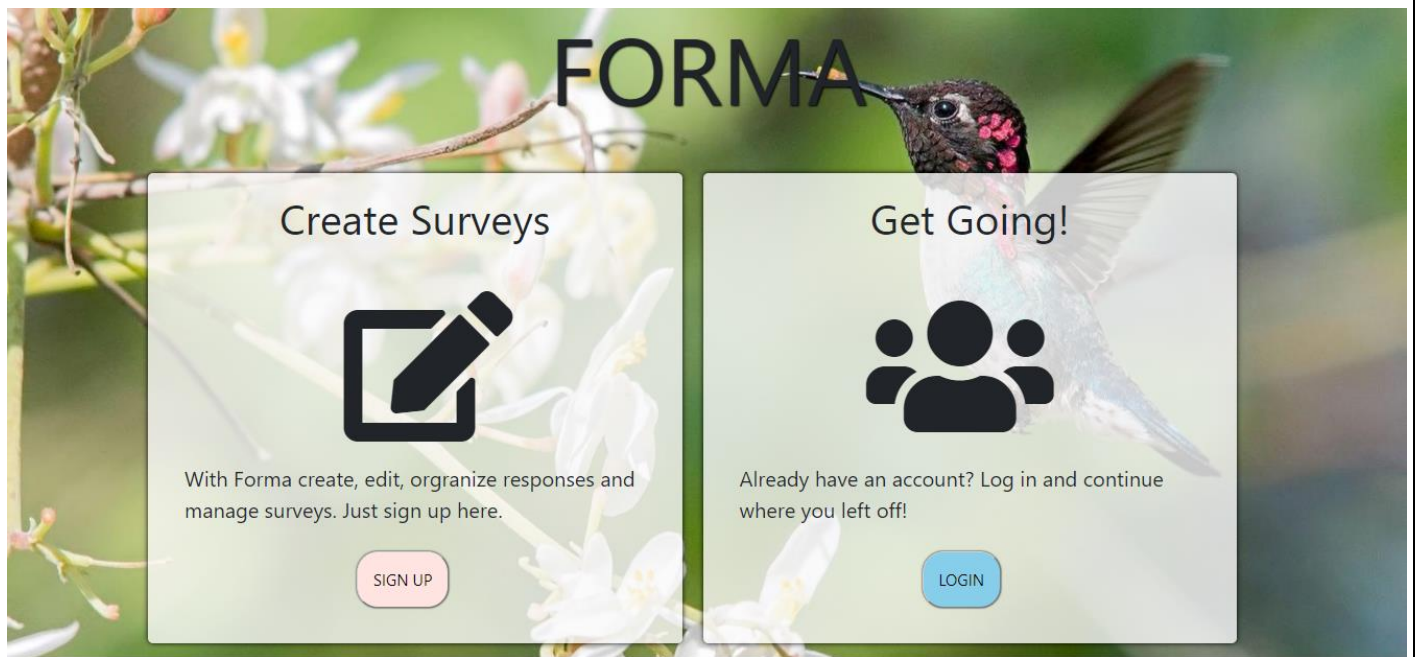 FORMA
Create Surveys
With Forma create, edit, orgranize responses and
manage surveys. Just sign up here.
SIGN UP
Get Going!
Already have an account? Log in and continue
where you left off!
LOGIN